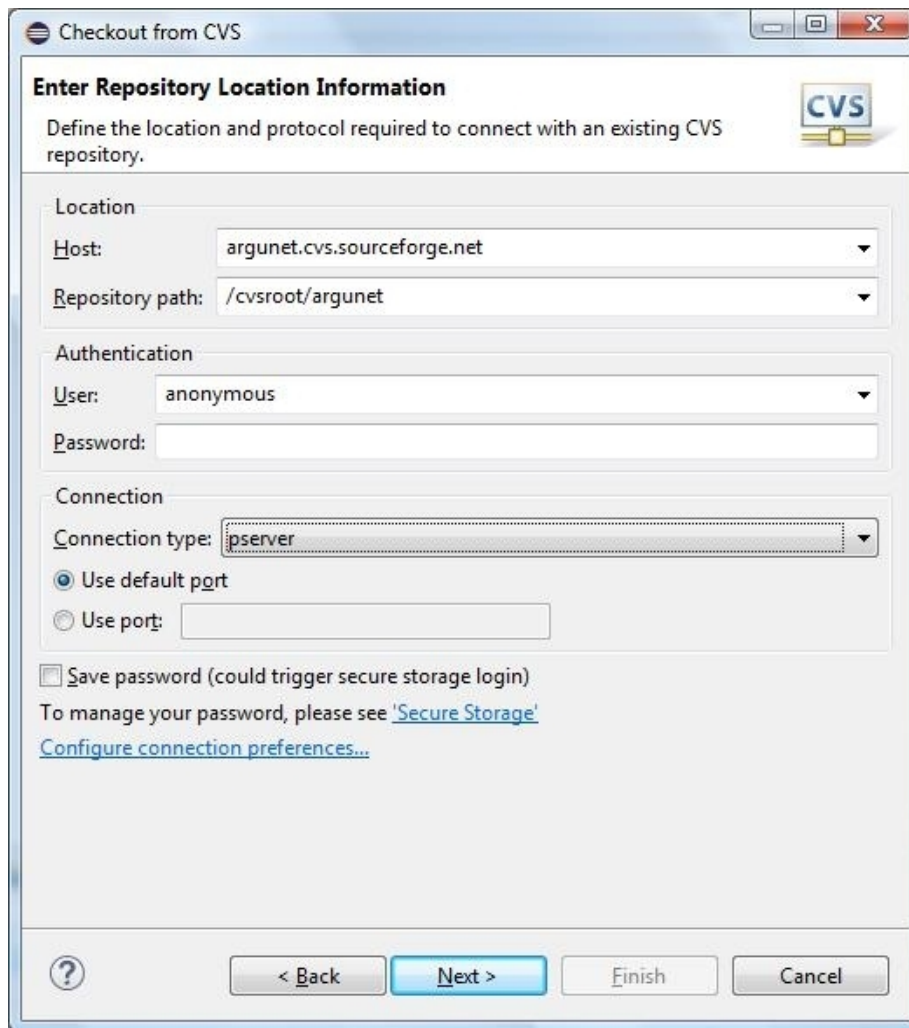 Checkout from CVS
Enter Repository Location Information
CVS
Define the location and protocol required to connect with an existing CVS
repository.
Location
Host: argunet.cvs.sourceforge.net
Repository path: /cvsroot/argunet
Authentication
User: anonymous
Password:
Connection
Connection type: pserver
Use default port
Use port:
Save password (could trigger secure storage login)
To manage your password, please see 'Secure Storage'
Configure connection preferences...
? < Back Next > Finish Cancel